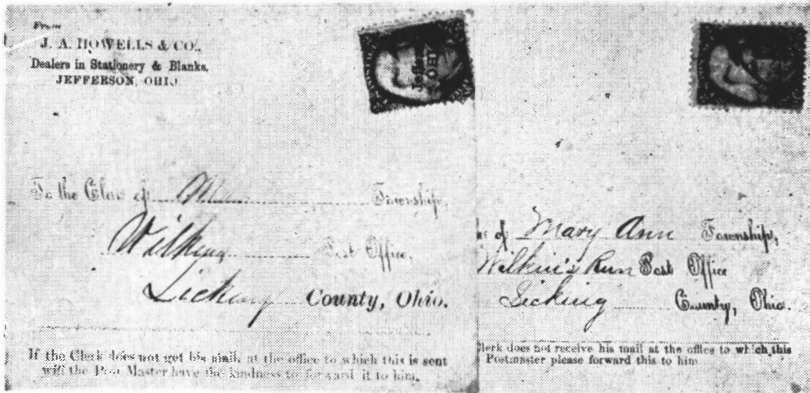 From
J. A. HOWELLS & CO.,
Dealers in Stationery & Blanks,
JEFFERSON, OHIO
To the Clerk of M Township,
Wilkins Post Office,
Licking County, Ohio.
If the Clerk does not get his mail at the office to which this is sent
will the Post Master have the kindness to forward it to him.
of Mary Ann Township,
Wilkin's Run Post Office
Licking County, Ohio.
Clerk does not receive his mail at the office to which this
Postmaster please forward this to him